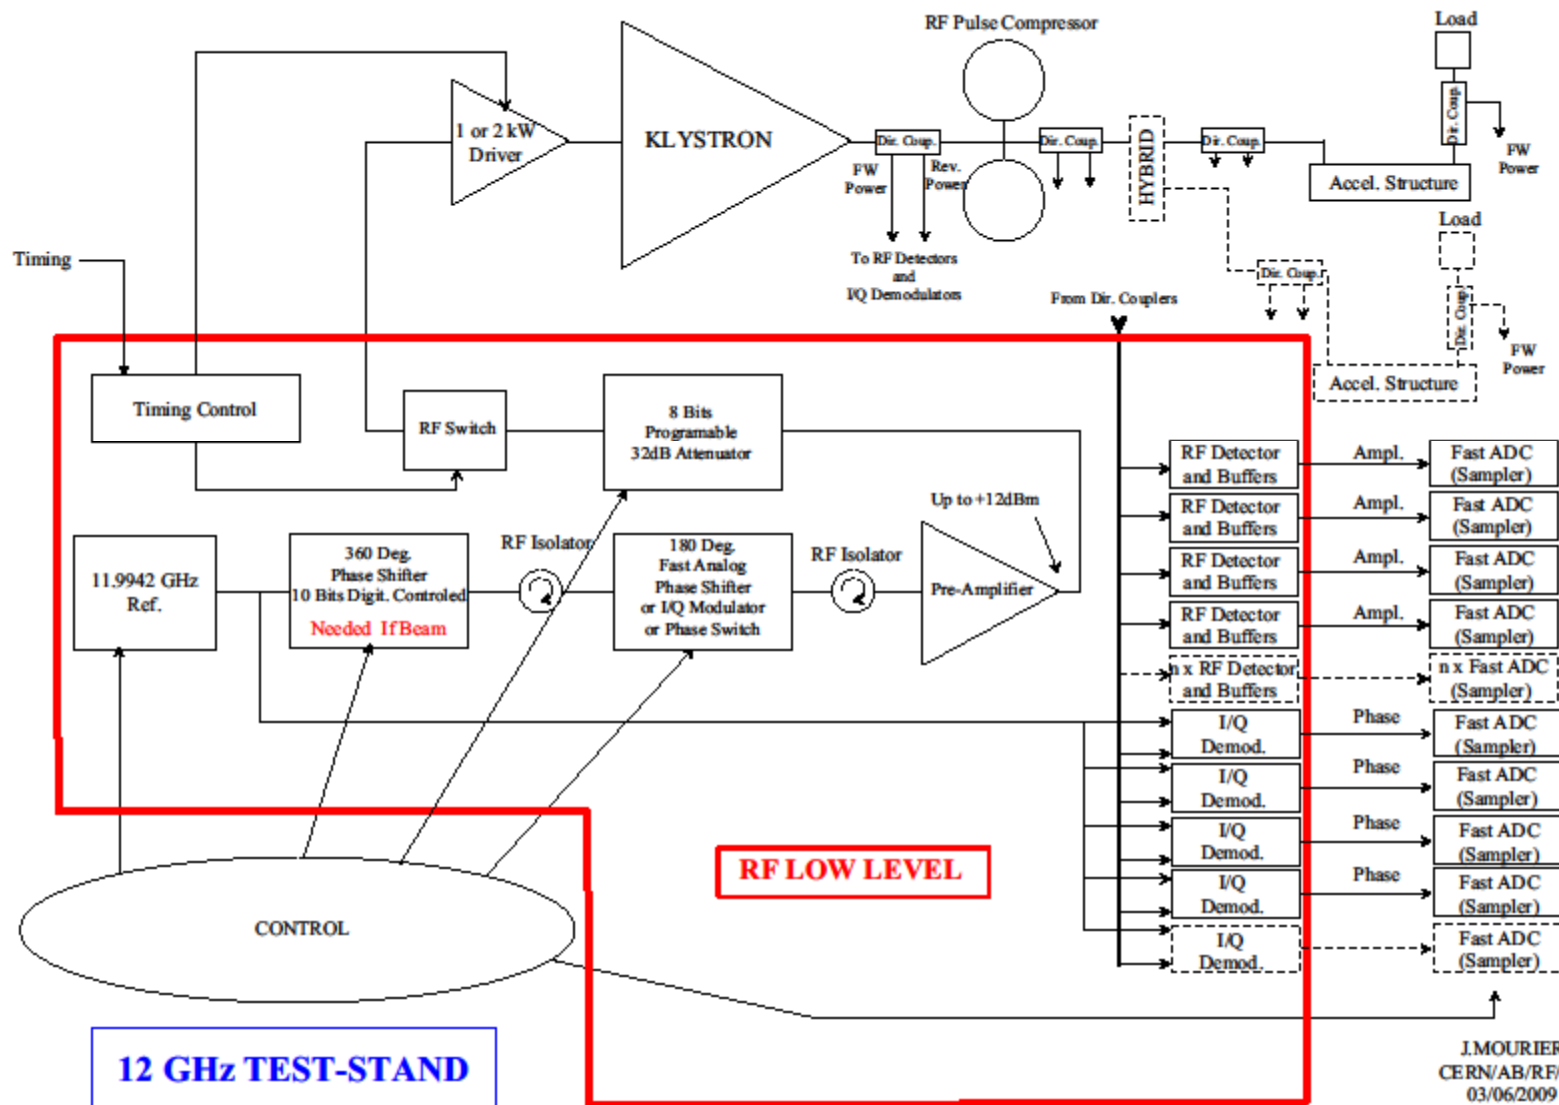 RF Pulse Compressor
Load
1 or 2 kW
Driver
KLYSTRON
Dir. Coup.
FW
Power
Rev.
Power
To RF Detectors
and
I/Q Demodulators
Dir. Coup.
HYBRID
Dir. Coup.
Dir. Coup.
FW
Power
Accel. Structure
Load
Dir. Coup.
Dir. Coup.
FW
Power
Accel. Structure
Timing
From Dir. Couplers
Timing Control
RF Switch
8 Bits
Programable
32dB Attenuator
Up to +12dBm
11.9942 GHz
Ref.
360 Deg.
Phase Shifter
10 Bits Digit. Controled
Needed If Beam
RF Isolator
180 Deg.
Fast Analog
Phase Shifter
or I/Q Modulator
or Phase Switch
RF Isolator
Pre-Amplifier
RF Detector
and Buffers
Ampl.
Fast ADC
(Sampler)
RF Detector
and Buffers
Ampl.
Fast ADC
(Sampler)
RF Detector
and Buffers
Ampl.
Fast ADC
(Sampler)
RF Detector
and Buffers
Ampl.
Fast ADC
(Sampler)
n x RF Detector
and Buffers
n x Fast ADC
(Sampler)
I/Q
Demod.
Phase
Fast ADC
(Sampler)
I/Q
Demod.
Phase
Fast ADC
(Sampler)
I/Q
Demod.
Phase
Fast ADC
(Sampler)
I/Q
Demod.
Phase
Fast ADC
(Sampler)
I/Q
Demod.
Fast ADC
(Sampler)
RF LOW LEVEL
CONTROL
12 GHz TEST-STAND
J.MOURIER
CERN/AB/RF/
03/06/2009